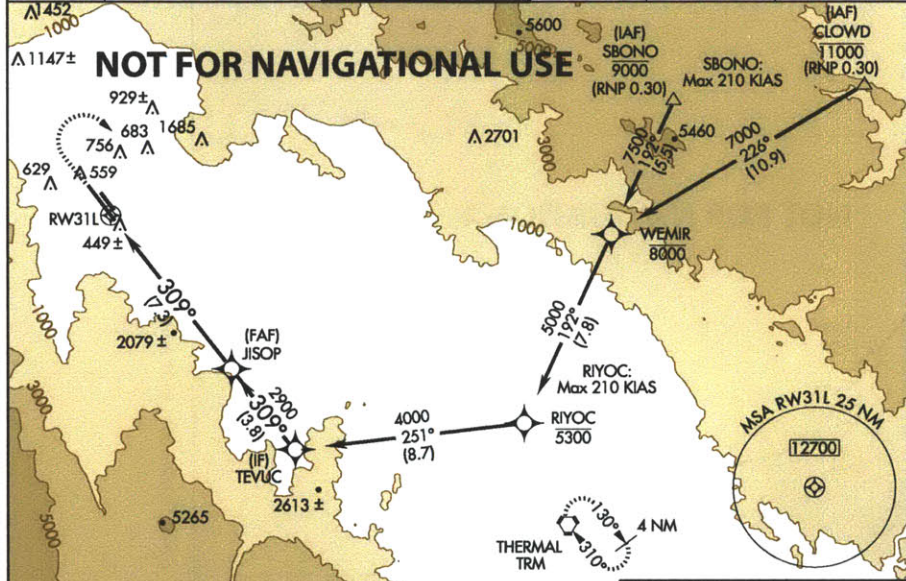 1452
1000
1147±
NOT FOR NAVIGATIONAL USE
5600
5000
(IAF)
SBONO
9000
(RNP 0.30)
SBONO:
Max 210 KIAS
(IAF)
CLOWD
11000
(RNP 0.30)
929±
683
756
1685
559
629
2701
3000
7500
192°
(5.5)
5460
7000
226°
(10.9)
RW31L
449±
1000
WEMIR
8000
309°
(7.3)
5000
192°
(7.8)
1000
2079 ±
(FAF)
JISOP
RIYOC:
Max 210 KIAS
2900
309°
(3.8)
4000
251°
(8.7)
RIYOC
5300
3000
(IF)
TEVUC
2613 ±
MSA RW31L 25 NM
12700
5000
5265
THERMAL
TRM
130°
310°
4 NM